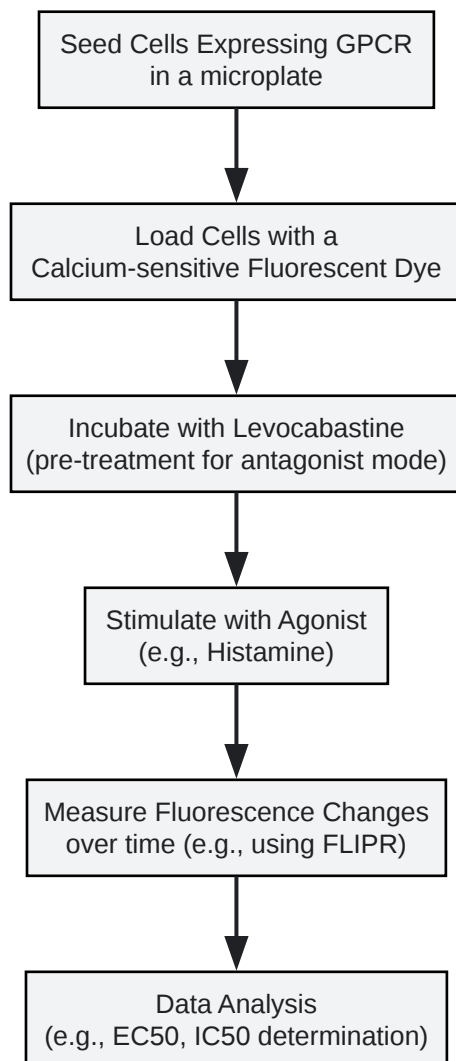 Seed Cells Expressing GPCR
in a microplate
Load Cells with a
Calcium-sensitive Fluorescent Dye
Incubate with Levocabastine
(pre-treatment for antagonist mode)
Stimulate with Agonist
(e.g., Histamine)
Measure Fluorescence Changes
over time (e.g., using FLIPR)
Data Analysis
(e.g., EC50, IC50 determination)